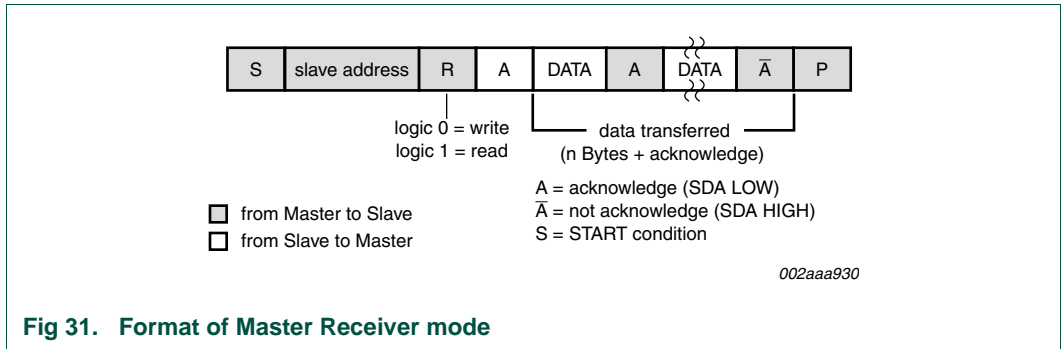 S slave address R A DATA A DATA A̅ P
logic 0 = write
logic 1 = read
data transferred
(n Bytes + acknowledge)
A = acknowledge (SDA LOW)
A̅ = not acknowledge (SDA HIGH)
S = START condition
from Master to Slave
from Slave to Master
002aaa930
Fig 31. Format of Master Receiver mode